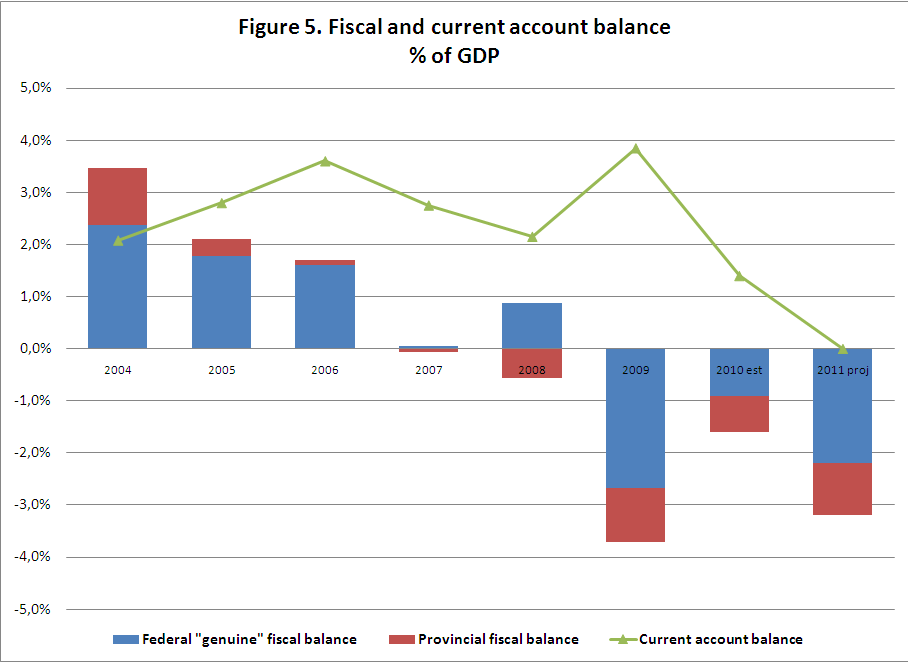 Figure 5. Fiscal and current account balance
% of GDP
5,0%
4,0%
3,0%
2,0%
1,0%
0,0%
2004 2005 2006 2007 2008 2009 2010 est 2011 proj
-1,0%
-2,0%
-3,0%
-4,0%
-5,0%
Federal "genuine" fiscal balance Provincial fiscal balance Current account balance